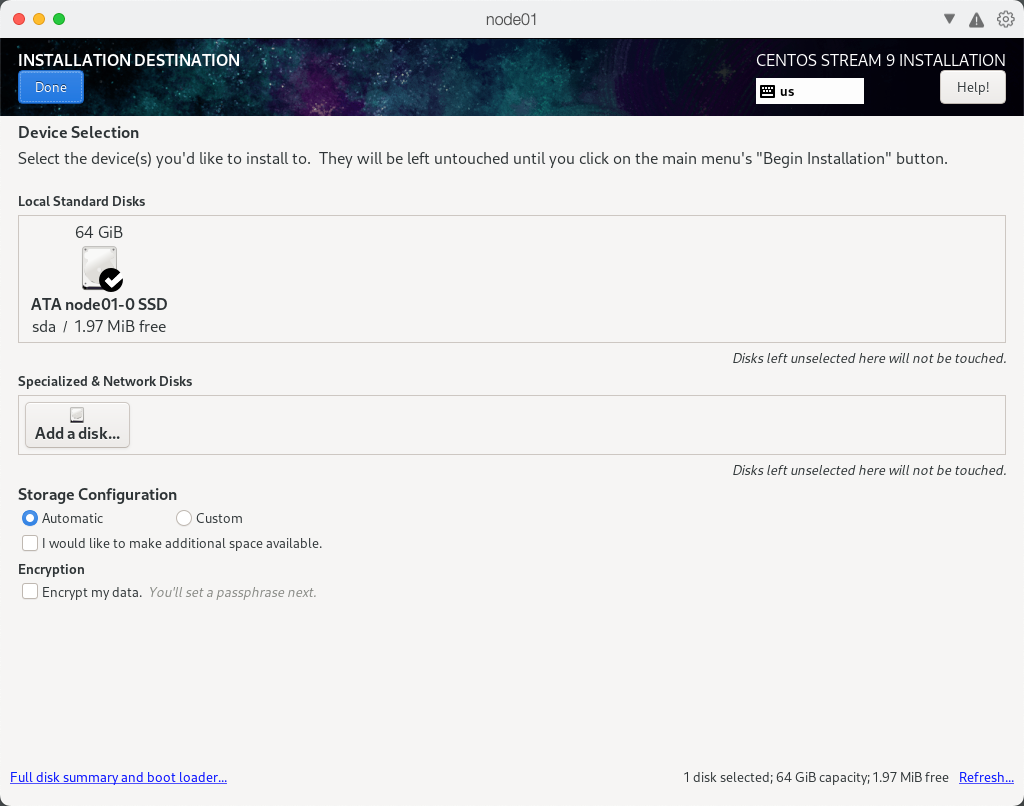 node01
INSTALLATION DESTINATION
CENTOS STREAM 9 INSTALLATION
Done
us
Help!
Device Selection
Select the device(s) you'd like to install to.  They will be left untouched until you click on the main menu's "Begin Installation" button.
Local Standard Disks
64 GiB
ATA node01-0 SSD
sda / 1.97 MiB free
Disks left unselected here will not be touched.
Specialized & Network Disks
Add a disk...
Disks left unselected here will not be touched.
Storage Configuration
Automatic Custom
I would like to make additional space available.
Encryption
Encrypt my data. You'll set a passphrase next.
Full disk summary and boot loader... 1 disk selected; 64 GiB capacity; 1.97 MiB free Refresh...